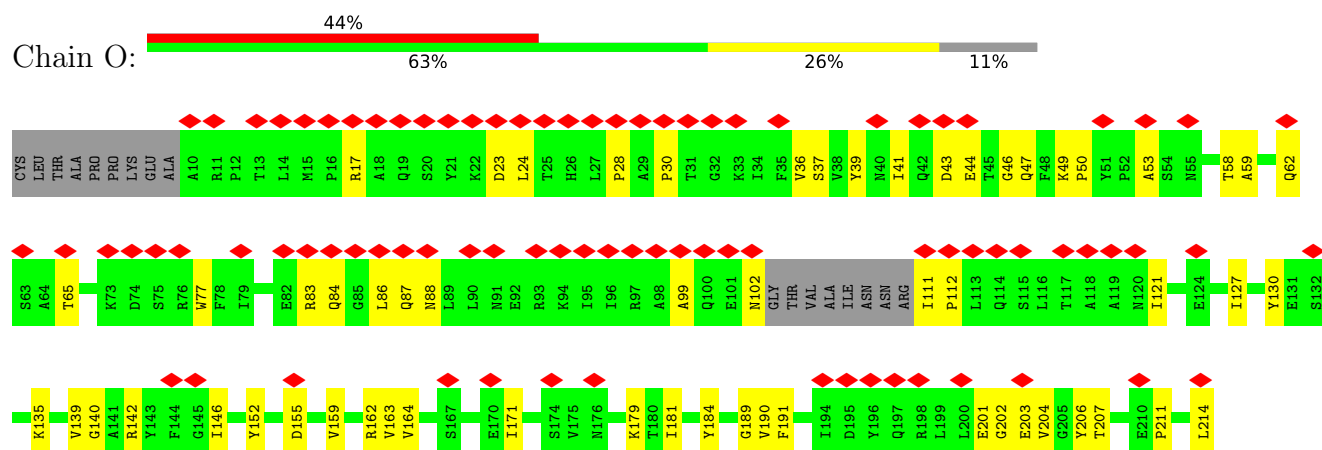 44%
Chain O:
63% 26% 11%
CYS LEU THR ALA PRO PRO LYS GLU ALA A10 R11 P12 T13 L14 M15 P16 R17 A18 Q19 S20 Y21 K22 D23 L24 T25 H26 L27 P28 A29 P30 T31 G32 K33 I34 F35 V36 S37 V38 Y39 N40 I41 Q42 D43 E44 T45 G46 Q47 F48 K49 P50 Y51 P52 A53 S54 N55 T58 A59 Q62
S63 A64 T65 K73 D74 S75 R76 W77 F78 I79 E82 R83 Q84 G85 L86 Q87 N88 L89 L90 N91 E92 R93 K94 I95 I96 R97 A98 A99 Q100 E101 N102 GLY THR VAL ALA ILE ASN ASN ARG I111 P112 L113 Q114 S115 L116 T117 A118 A119 N120 I121 E124 I127 Y130 E131 S132
K135 V139 G140 A141 R142 Y143 F144 G145 I146 Y152 D155 V159 R162 V163 V164 S167 E170 I171 S174 V175 N176 K179 T180 I181 Y184 G189 V190 F191 I194 D195 Y196 Q197 R198 L199 L200 E201 G202 E203 V204 G205 Y206 T207 E210 P211 L214